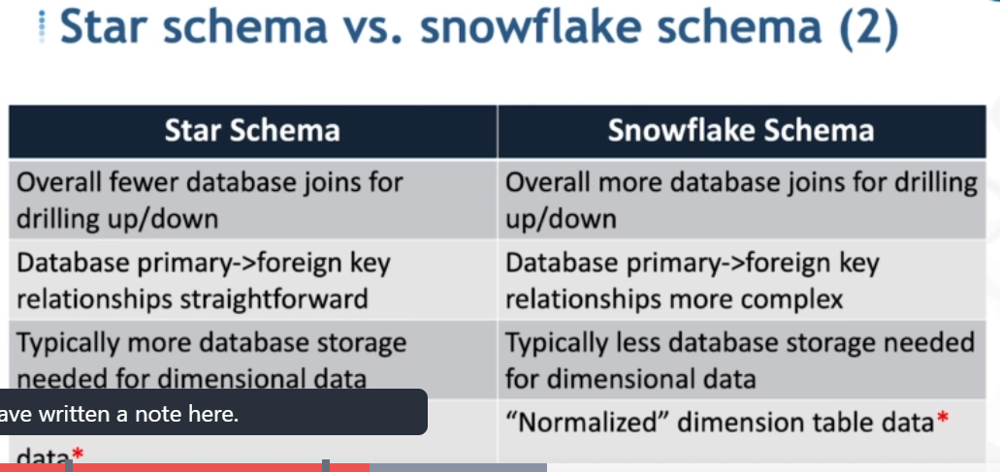 Star schema vs. snowflake schema (2)
Star Schema
Snowflake Schema
Overall fewer database joins for
drilling up/down
Overall more database joins for drilling
up/down
Database primary->foreign key
relationships straightforward
Database primary->foreign key
relationships more complex
Typically more database storage
needed for dimensional data
Typically less database storage needed
for dimensional data
ave written a note here.
data*
“Normalized” dimension table data*